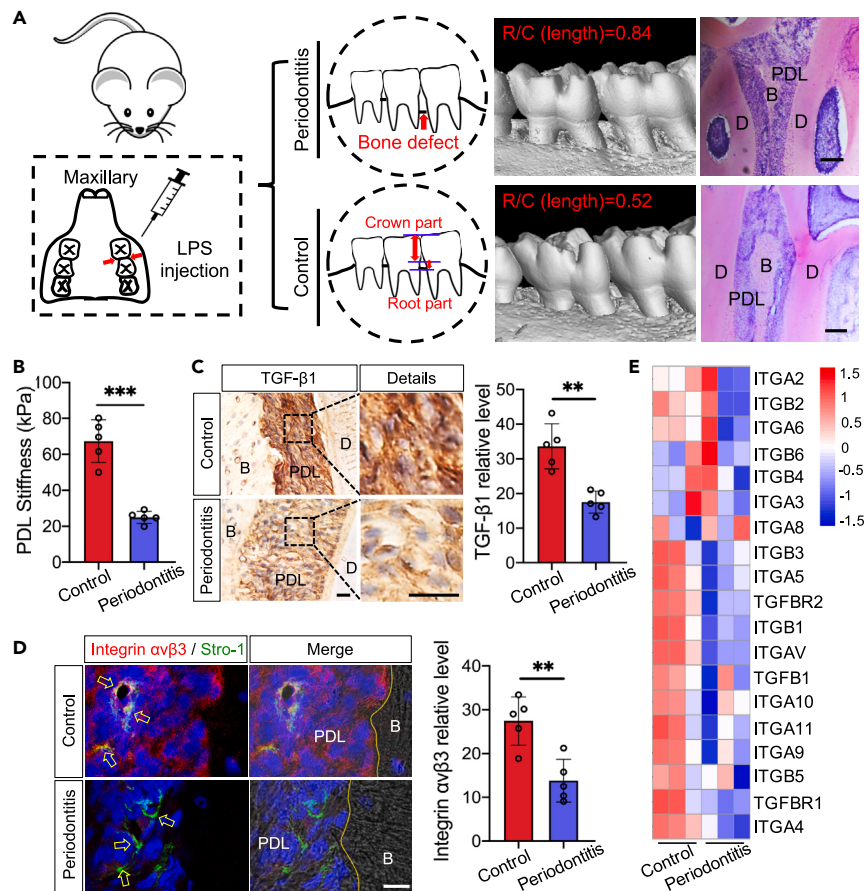 A
Maxillary
LPS
injection
Periodontitis
Control
Bone defect
Crown part
Root part
R/C (length)=0.84
PDL
B
D
D
R/C (length)=0.52
D
B
D
PDL
B
PDL Stiffness (kPa)
100
80
60
40
20
0
***
Control
Periodontitis
C
TGF-β1
Details
Control
Periodontitis
B
PDL
D
B
PDL
D
TGF-β1 relative level
50
40
30
20
10
0
**
Control
Periodontitis
D
Integrin αvβ3 / Stro-1
Merge
Control
Periodontitis
PDL
B
PDL
B
Integrin αvβ3 relative level
40
30
20
10
0
**
Control
Periodontitis
E
ITGA2
ITGB2
ITGA6
ITGB6
ITGB4
ITGA3
ITGA8
ITGB3
ITGA5
TGFBR2
ITGB1
ITGAV
TGFB1
ITGA10
ITGA11
ITGA9
ITGB5
TGFBR1
ITGA4
Control
Periodontitis
1.5
1
0.5
0
-0.5
-1
-1.5